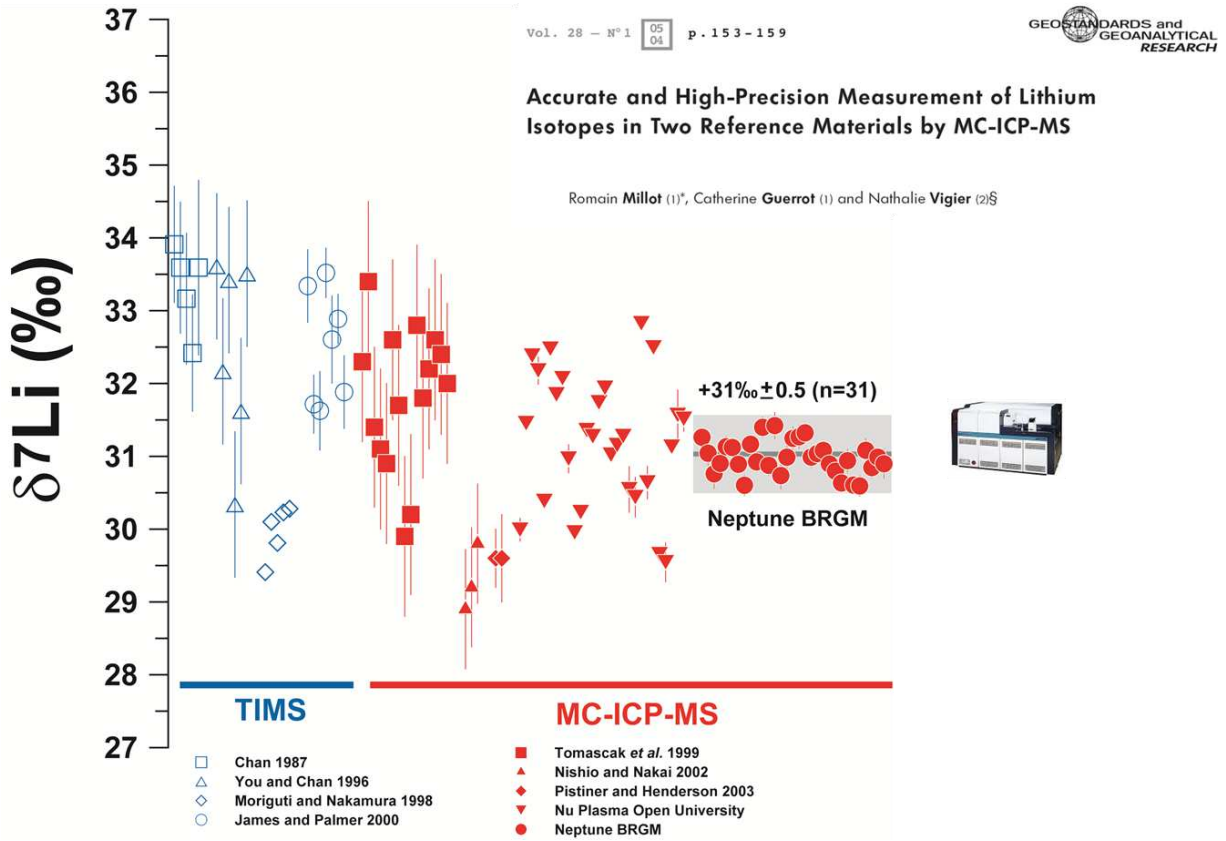 Vol. 28 — N°1 05 04 p.153-159
GEOSTANDARDS and
GEOANALYTICAL
RESEARCH
Accurate and High-Precision Measurement of Lithium
Isotopes in Two Reference Materials by MC-ICP-MS
Romain Millot (1)*, Catherine Guerrot (1) and Nathalie Vigier (2)§
δ7Li (‰)
37
36
35
34
33
32
31
30
29
28
27
+31‰ ±0.5 (n=31)
Neptune BRGM
TIMS
Chan 1987
You and Chan 1996
Moriguti and Nakamura 1998
James and Palmer 2000
MC-ICP-MS
Tomascak et al. 1999
Nishio and Nakai 2002
Pistiner and Henderson 2003
Nu Plasma Open University
Neptune BRGM